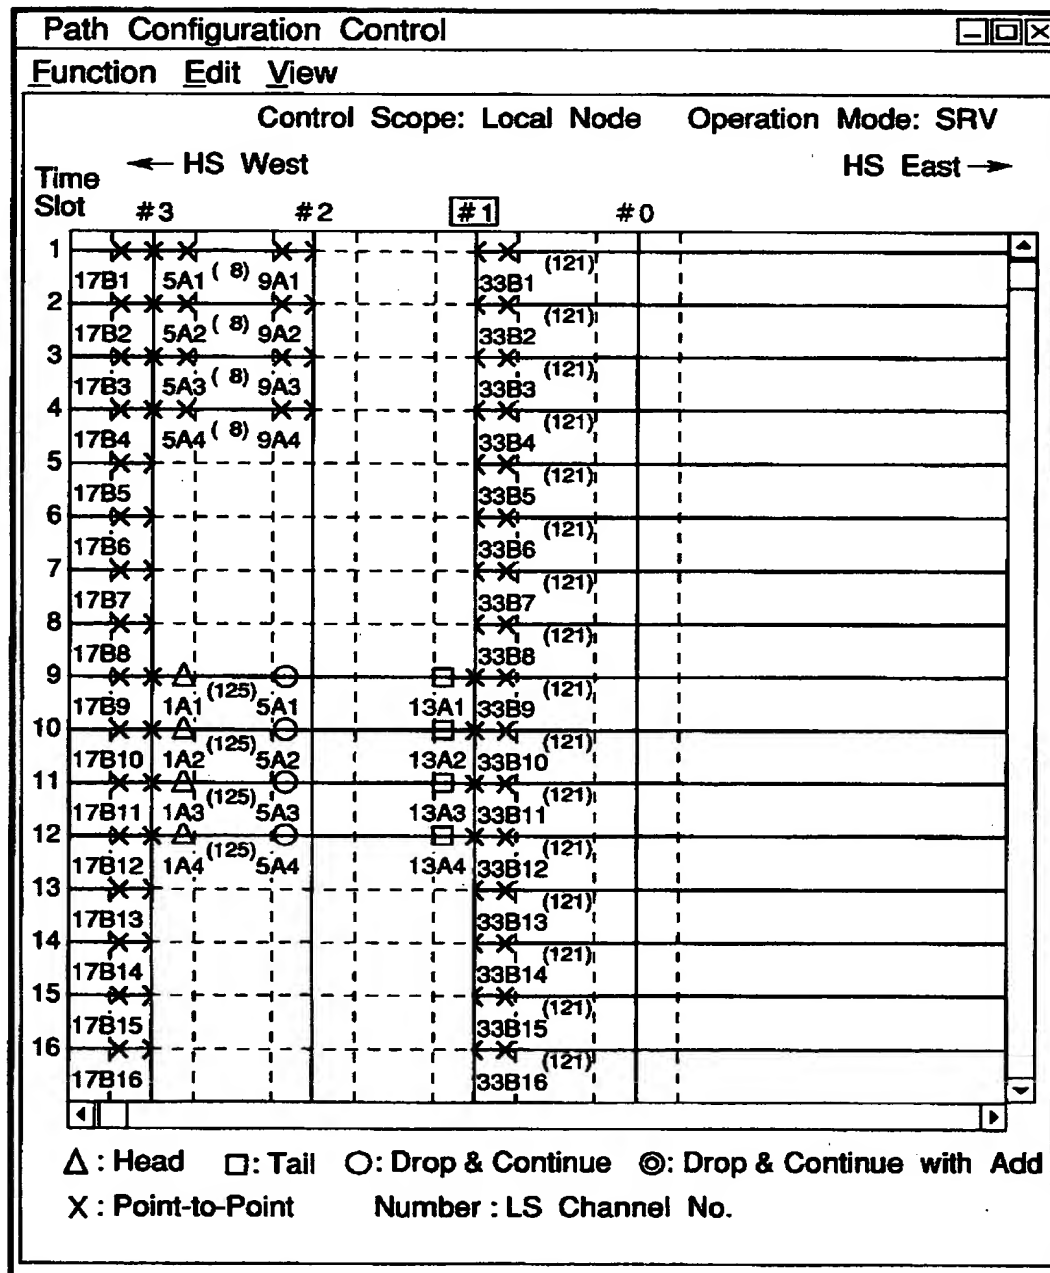 Path Configuration Control
Function Edit View
Control Scope: Local Node Operation Mode: SRV
← HS West HS East →
Time
Slot #3 #2 #1 #0
1 (121)
17B1 5A1 ( 8) 9A1 33B1
2 (121)
17B2 5A2 ( 8) 9A2 33B2
3 (121)
17B3 5A3 ( 8) 9A3 33B3
4 (121)
17B4 5A4 ( 8) 9A4 33B4
5 (121)
17B5 33B5
6 (121)
17B6 33B6
7 (121)
17B7 33B7
8 (121)
17B8 33B8
9 (125) (121)
17B9 1A1 5A1 13A1 33B9
10 (125) (121)
17B10 1A2 5A2 13A2 33B10
11 (125) (121)
17B11 1A3 5A3 13A3 33B11
12 (125) (121)
17B12 1A4 5A4 13A4 33B12
13 (121)
17B13 33B13
14 (121)
17B14 33B14
15 (121)
17B15 33B15
16 (121)
17B16 33B16
△ : Head □: Tail ○: Drop & Continue ◎: Drop & Continue with Add
X : Point-to-Point Number : LS Channel No.